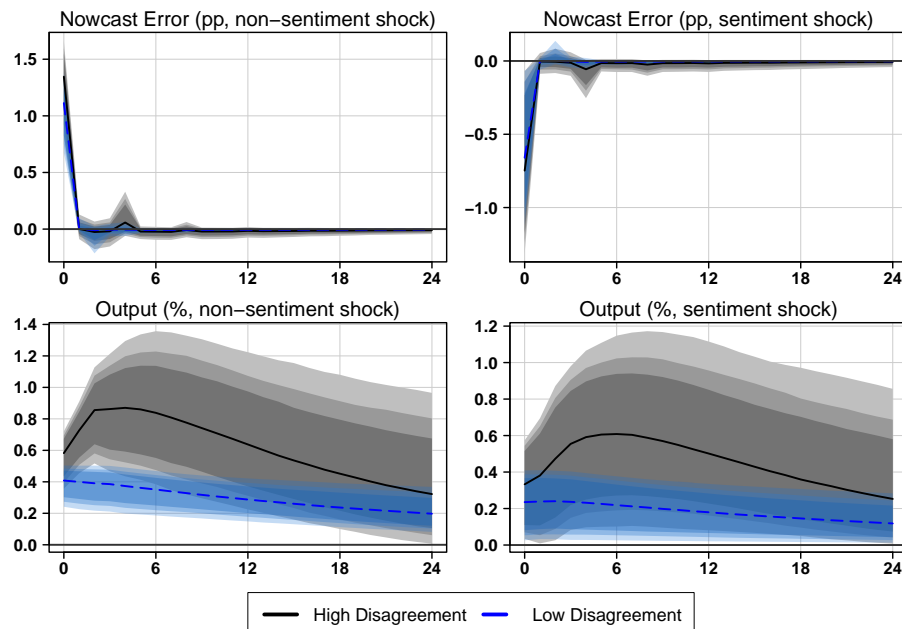 Nowcast Error (pp, non−sentiment shock)
1.5
1.0
0.5
0.0
0 6 12 18 24
Nowcast Error (pp, sentiment shock)
0.0
−0.5
−1.0
0 6 12 18 24
Output (%, non−sentiment shock)
1.4
1.2
1.0
0.8
0.6
0.4
0.2
0.0
0 6 12 18 24
Output (%, sentiment shock)
1.2
1.0
0.8
0.6
0.4
0.2
0.0
0 6 12 18 24
High Disagreement Low Disagreement